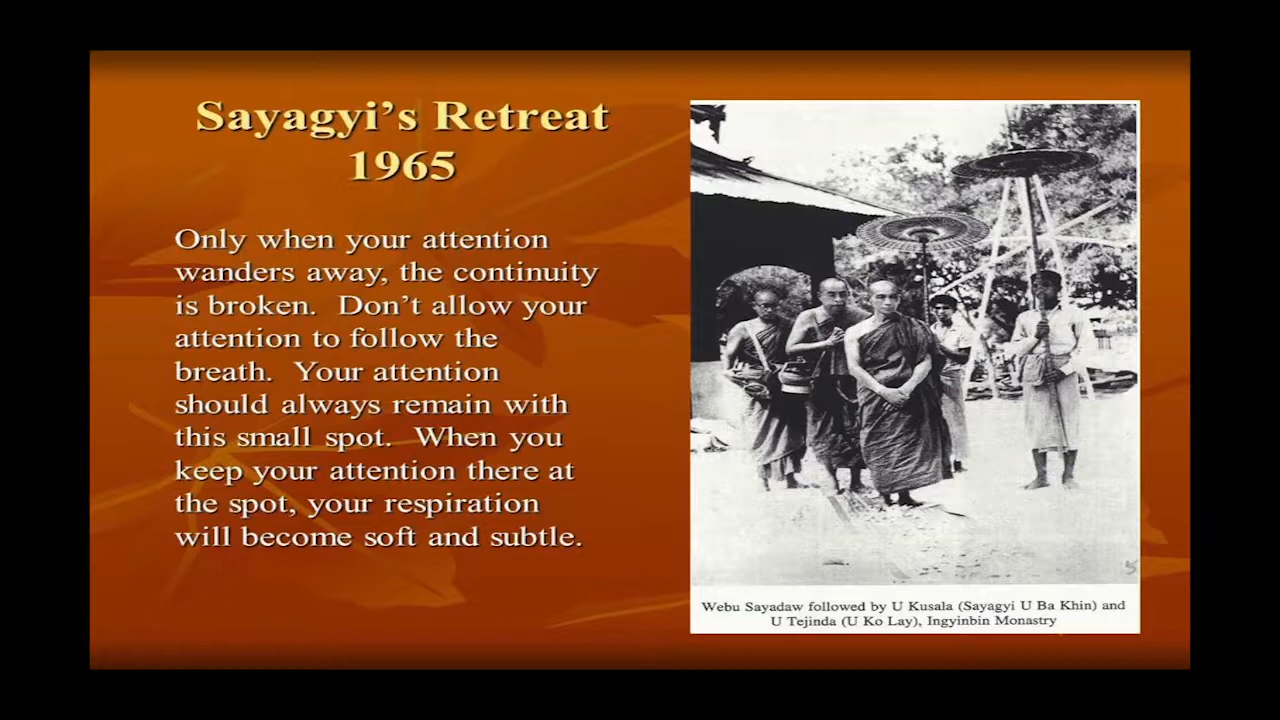 Sayagyi's Retreat
1965
Only when your attention
wanders away, the continuity
is broken.  Don't allow your
attention to follow the
breath.  Your attention
should always remain with
this small spot.  When you
keep your attention there at
the spot, your respiration
will become soft and subtle.
Webu Sayadaw followed by U Kusala (Sayagyi U Ba Khin) and
U Tejinda (U Ko Lay), Ingyinbin Monastry